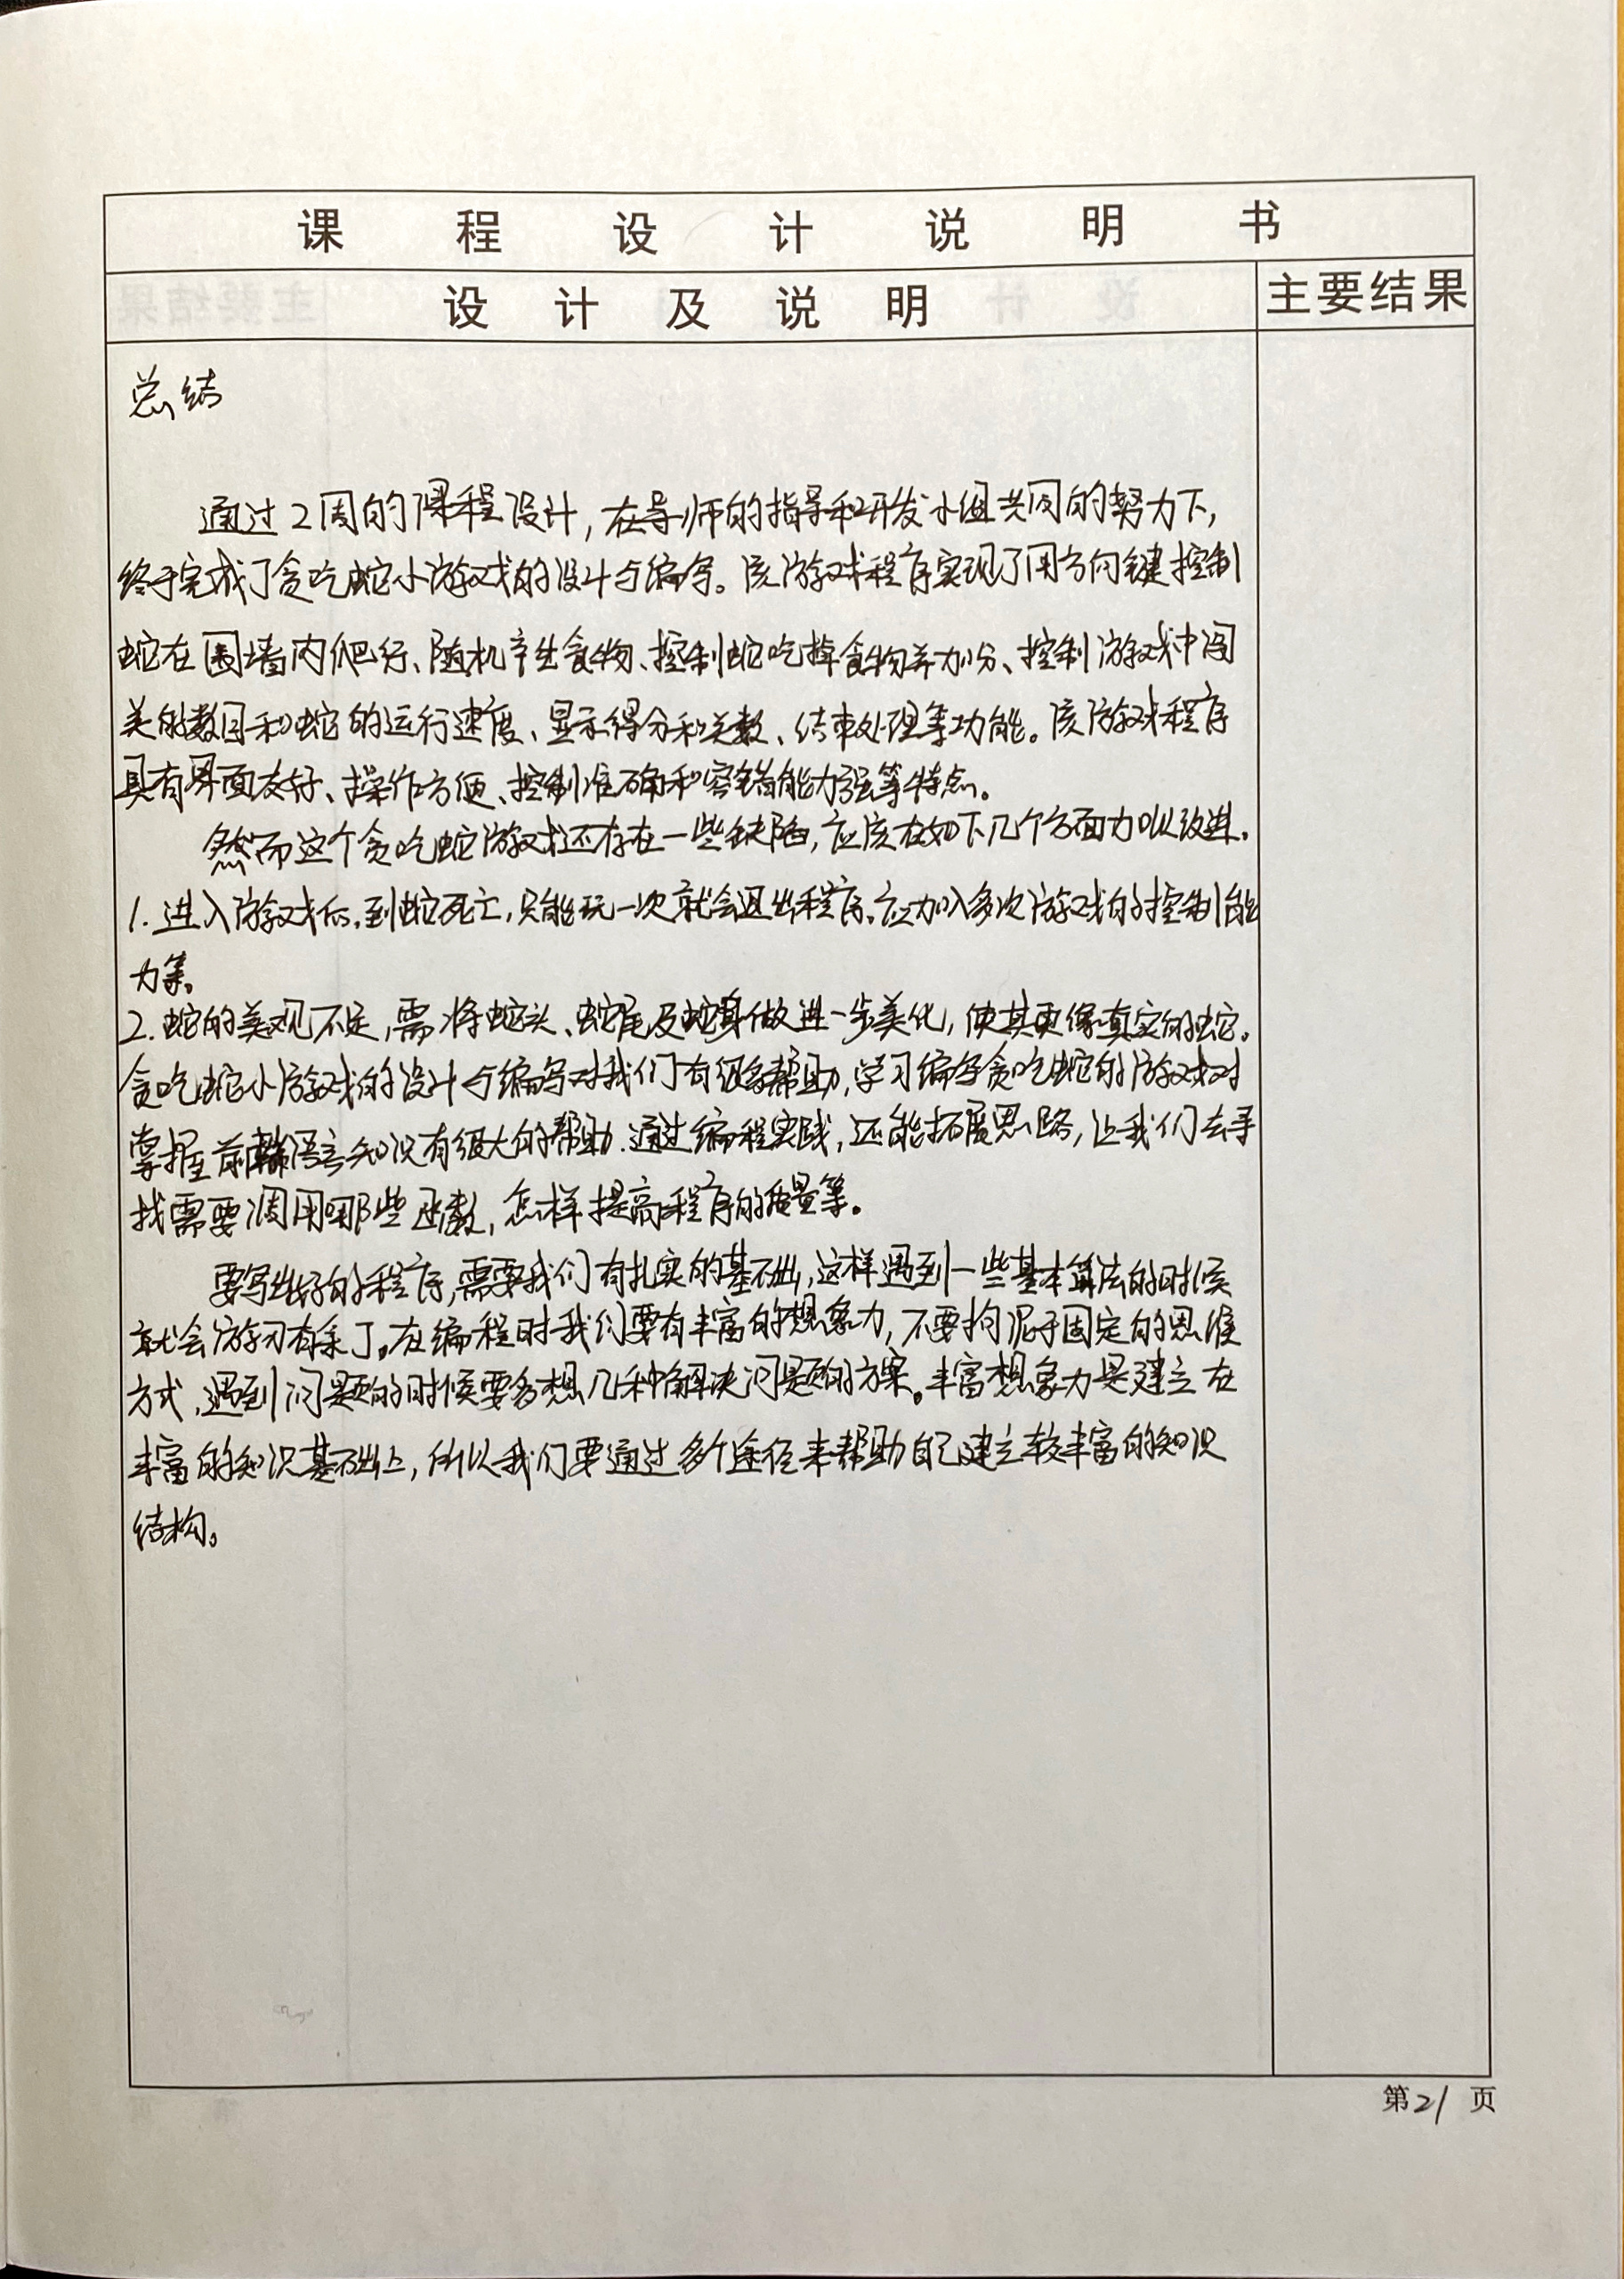 课程设计说明书
设计及说明 主要结果
总结
通过2周的课程设计,在导师的指导和研发小组共同的努力下,
终于完成了贪吃蛇小游戏的设计与编写。该游戏程序实现了用方向键控制
蛇在围墙内爬行、随机产生食物、控制蛇吃掉食物并加分、控制游戏中闯
关的数目和蛇的运行速度、显示得分和关数、结束处理等功能。该游戏程序
具有界面友好、操作方便、控制准确和容错能力强等特点。
然而这个贪吃蛇游戏还存在一些缺陷,应该在如下几个方面加以改进.
1.进入游戏后,到蛇死亡,只能玩一次就会退出程序。应加入多次游戏的控制能
力等。
2.蛇的美观不足,需将蛇头、蛇尾及蛇身做进一步美化,使其更像真实的蛇。
贪吃蛇小游戏的设计与编写对我们有很多帮助,学习编写贪吃蛇的游戏对
掌握前端语言知识有很大的帮助.通过编程实践,还能拓展思路,让我们去寻
找需要调用哪些函数,怎样提高程序的质量等。
要写出好的程序,需要我们有扎实的基础,这样遇到一些基本算法的时候
就会游刃有余了。在编程时我们要有丰富的想象力,不要拘泥于固定的思维
方式,遇到问题的时候要多想几种解决问题的方案。丰富想象力是建立在
丰富的知识基础上,所以我们要通过多个途径来帮助自己建立较丰富的知识
结构。
第21页